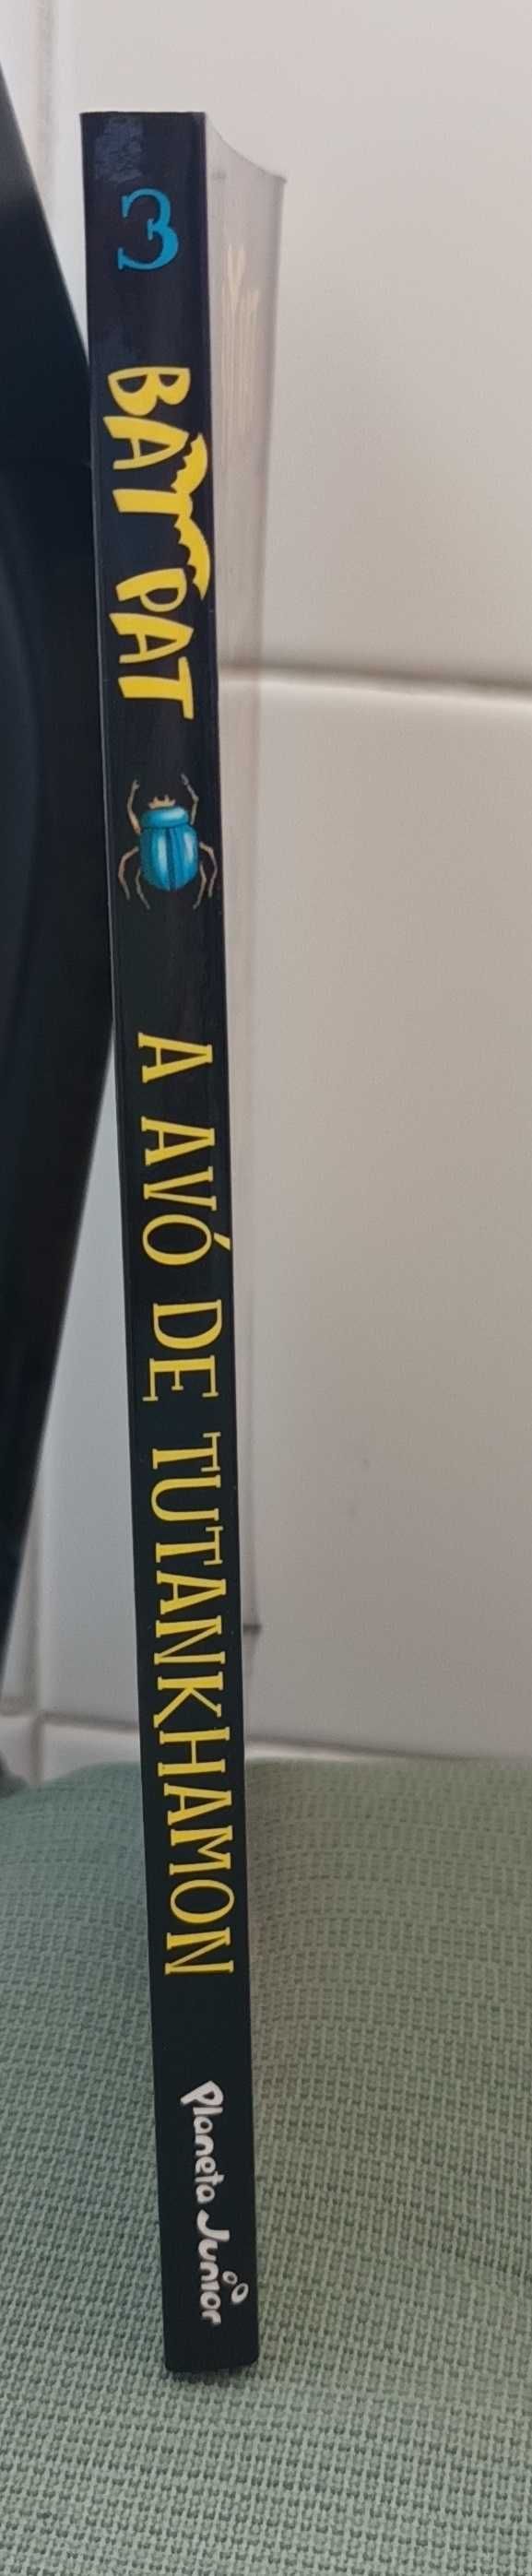 3
BAT PAT
A AVÓ DE TUTANKHAMON
Planeta Junior